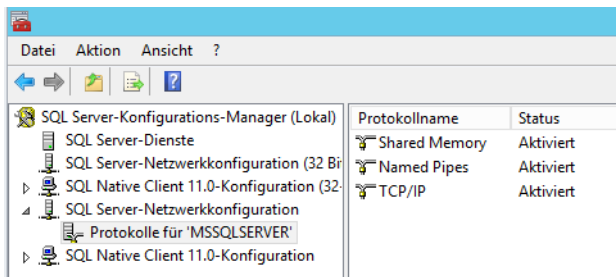 Datei Aktion Ansicht ?
SQL Server-Konfigurations-Manager (Lokal)
SQL Server-Dienste
SQL Server-Netzwerkkonfiguration (32 Bi
SQL Native Client 11.0-Konfiguration (32-
SQL Server-Netzwerkkonfiguration
Protokolle für 'MSSQLSERVER'
SQL Native Client 11.0-Konfiguration
Protokollname Status
Shared Memory Aktiviert
Named Pipes Aktiviert
TCP/IP Aktiviert